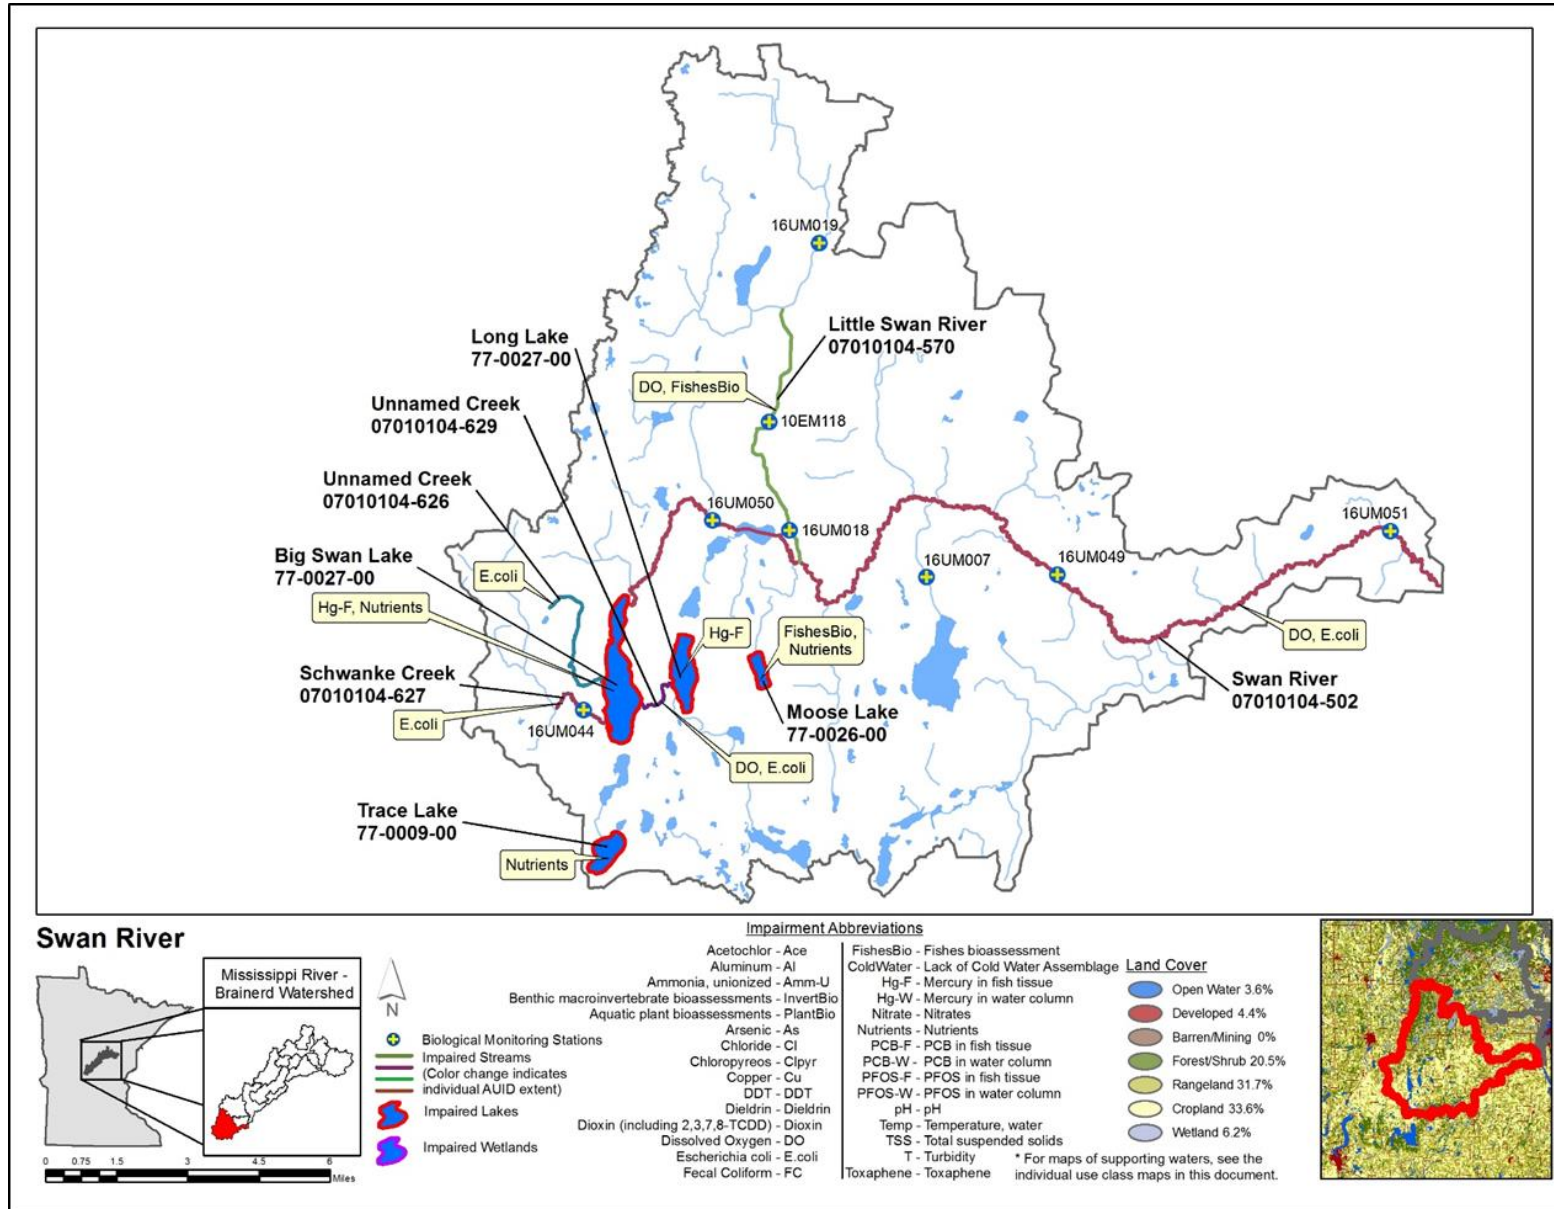 16UM019
Long Lake
77-0027-00
Little Swan River
07010104-570
DO, FishesBio
Unnamed Creek
07010104-629
10EM118
Unnamed Creek
07010104-626
16UM050
16UM018
16UM051
16UM007
16UM049
Big Swan Lake
77-0027-00
E.coli
Hg-F, Nutrients
Hg-F
FishesBio,
Nutrients
DO, E.coli
Schwanke Creek
07010104-627
E.coli
16UM044
Swan River
07010104-502
Moose Lake
77-0026-00
DO, E.coli
Trace Lake
77-0009-00
Nutrients
Swan River
Mississippi River -
Brainerd Watershed
N
Biological Monitoring Stations
Impaired Streams
(Color change indicates
individual AUID extent)
Impaired Lakes
Impaired Wetlands
0 0.75 1.5 3 4.5 6
Miles
Impairment Abbreviations
Acetochlor - Ace
Aluminum - Al
Ammonia, unionized - Amm-U
Benthic macroinvertebrate bioassessments - InvertBio
Aquatic plant bioassessments - PlantBio
Arsenic - As
Chloride - Cl
Chloropyreos - Clpyr
Copper - Cu
DDT - DDT
Dieldrin - Dieldrin
Dioxin (including 2,3,7,8-TCDD) - Dioxin
Dissolved Oxygen - DO
Escherichia coli - E.coli
Fecal Coliform - FC
FishesBio - Fishes bioassessment
ColdWater - Lack of Cold Water Assemblage
Hg-F - Mercury in fish tissue
Hg-W - Mercury in water column
Nitrate - Nitrates
Nutrients - Nutrients
PCB-F - PCB in fish tissue
PCB-W - PCB in water column
PFOS-F - PFOS in fish tissue
PFOS-W - PFOS in water column
pH - pH
Temp - Temperature, water
TSS - Total suspended solids
T - Turbidity
Toxaphene - Toxaphene
Land Cover
Open Water 3.6%
Developed 4.4%
Barren/Mining 0%
Forest/Shrub 20.5%
Rangeland 31.7%
Cropland 33.6%
Wetland 6.2%
* For maps of supporting waters, see the
individual use class maps in this document.